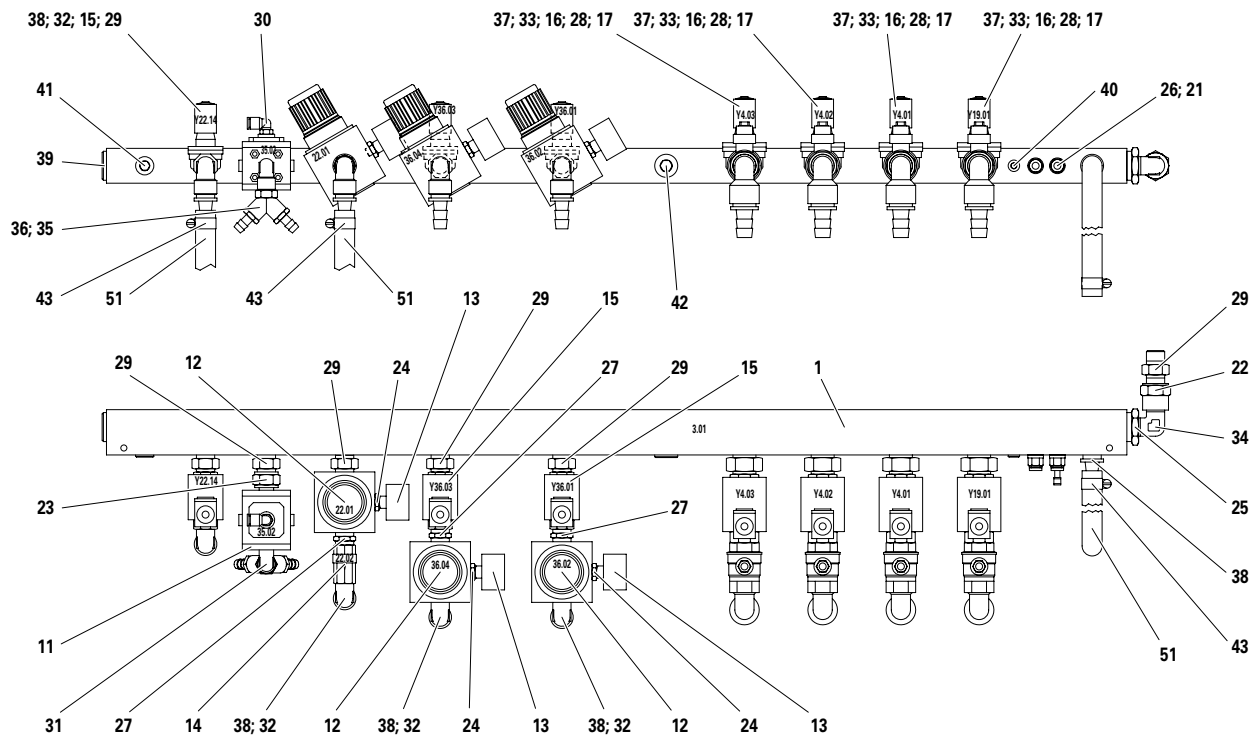 38; 32; 15; 29
30
37; 33; 16; 28; 17
37; 33; 16; 28; 17
37; 33; 16; 28; 17
37; 33; 16; 28; 17
41
Y22.14
35.02
22.01
Y36.03
36.04
Y36.01
36.02
Y4.03
Y4.02
Y4.01
Y19.01
40
26; 21
39
36; 35
43
51
43
51
13
29
15
42
29
12
29
24
27
29
15
1
22
3.01
34
Y22.14
23
35.02
22.01
Y36.03
Y36.01
27
Y4.03
Y4.02
Y4.01
Y19.01
25
22.02
36.04
36.02
38
11
43
51
31
27
14
38; 32
12
38; 32
24
13
38; 32
12
24
13